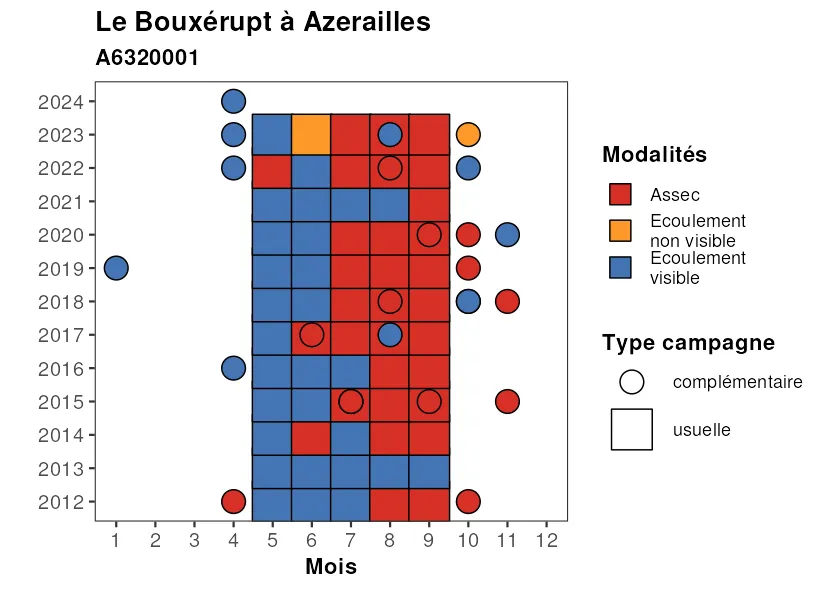 Le Bouxérupt à Azerailles
A6320001
2024
2023
2022
2021
2020
2019
2018
2017
2016
2015
2014
2013
2012
1 2 3 4 5 6 7 8 9 10 11 12
Mois
Modalités
Assec
Ecoulement
non visible
Ecoulement
visible
Type campagne
complémentaire
usuelle